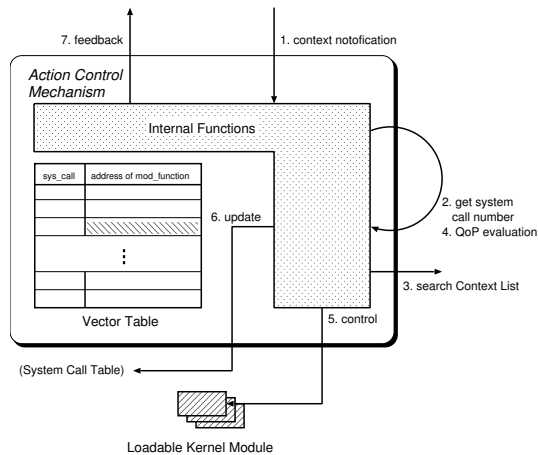 7. feedback
1. context notofication
Action Control
Mechanism
Internal Functions
sys_call
address of mod_function
2. get system
call number
4. QoP evaluation
6. update
3. search Context List
Vector Table
5. control
(System Call Table)
Loadable Kernel Module